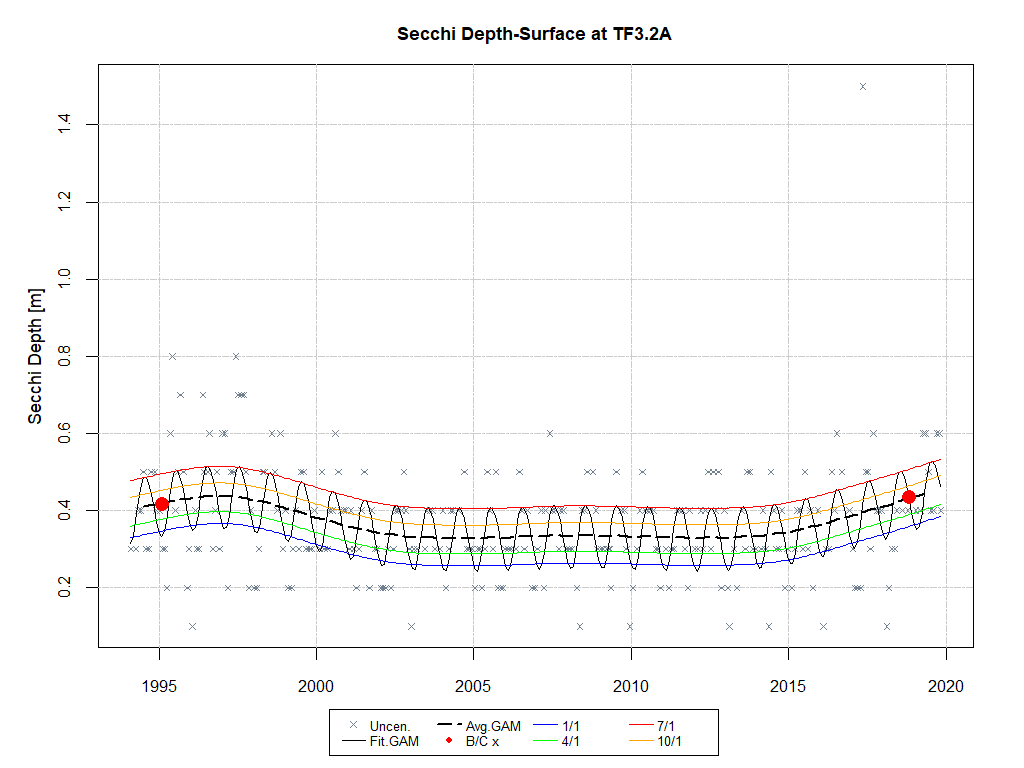 Secchi Depth-Surface at TF3.2A
Secchi Depth [m]
1.4
1.2
1.0
0.8
0.6
0.4
0.2
1995 2000 2005 2010 2015 2020
Uncen. Avg.GAM 1/1 7/1
Fit.GAM B/C x 4/1 10/1